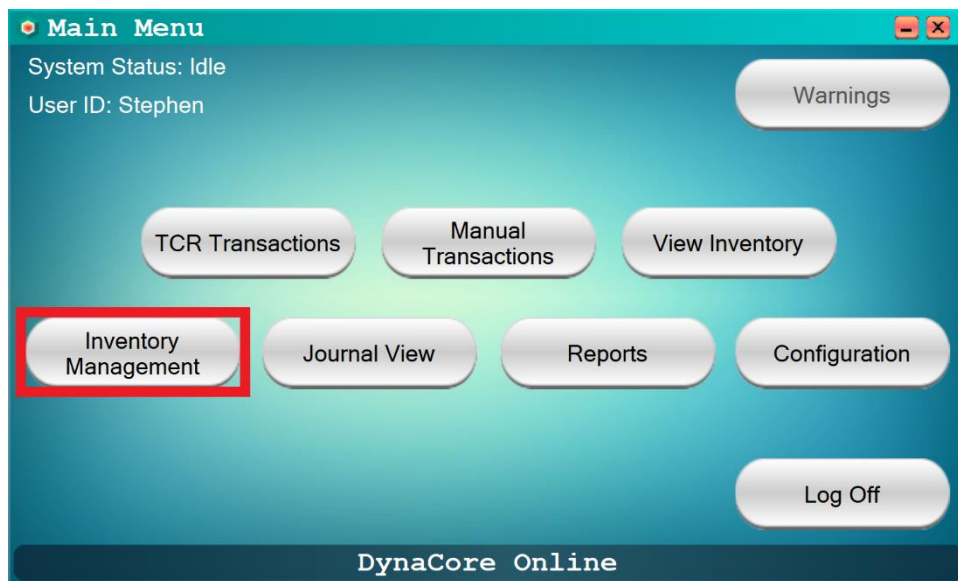 Main Menu
System Status: Idle
User ID: Stephen
Warnings
TCR Transactions
Manual
Transactions
View Inventory
Inventory
Management
Journal View
Reports
Configuration
Log Off
DynaCore Online